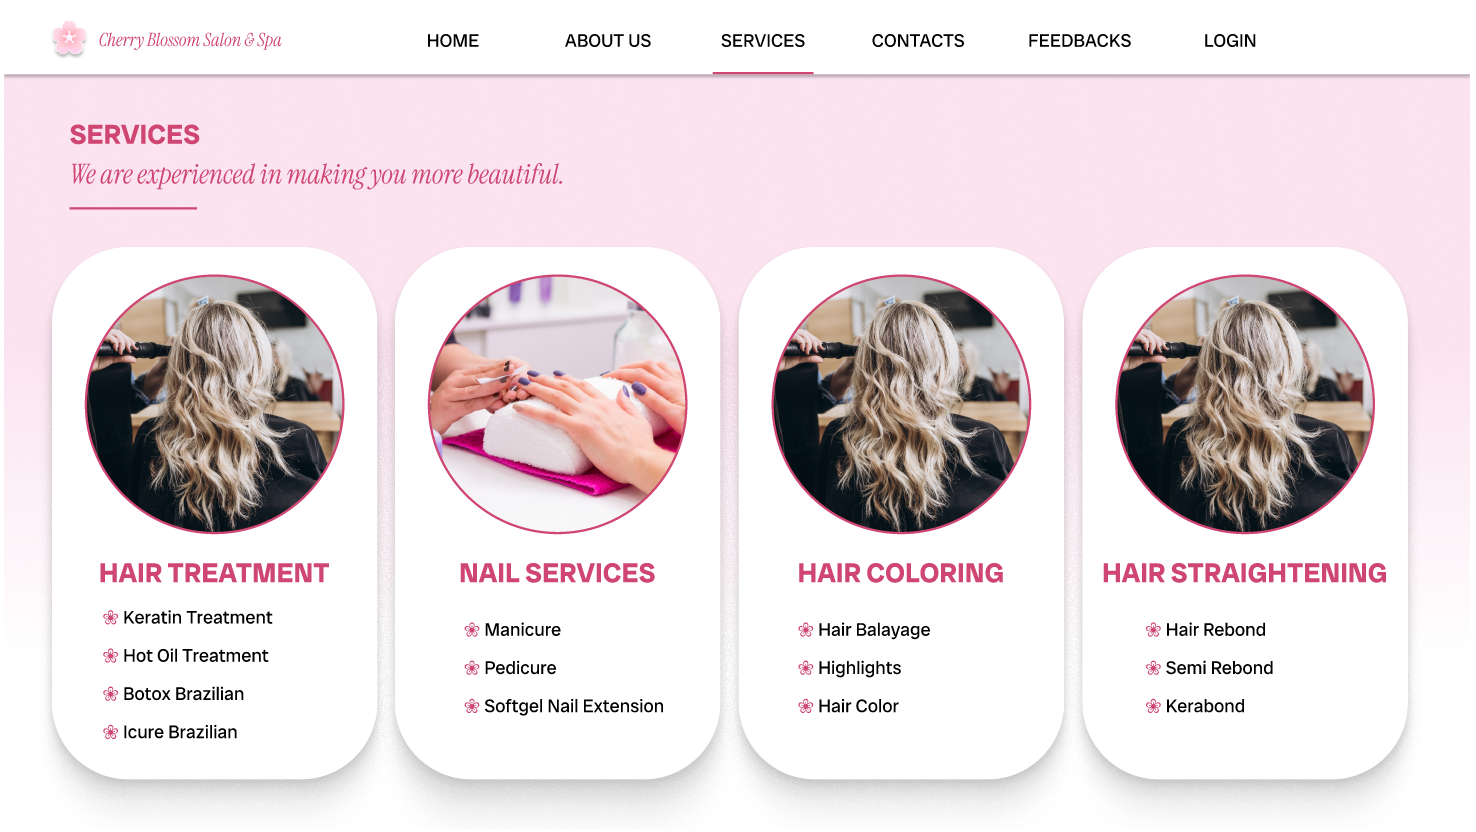 Cherry Blossom Salon & Spa
HOME
ABOUT US
SERVICES
CONTACTS
FEEDBACKS
LOGIN
SERVICES
We are experienced in making you more beautiful.
HAIR TREATMENT
Keratin Treatment
Hot Oil Treatment
Botox Brazilian
Icure Brazilian
NAIL SERVICES
Manicure
Pedicure
Softgel Nail Extension
HAIR COLORING
Hair Balayage
Highlights
Hair Color
HAIR STRAIGHTENING
Hair Rebond
Semi Rebond
Kerabond